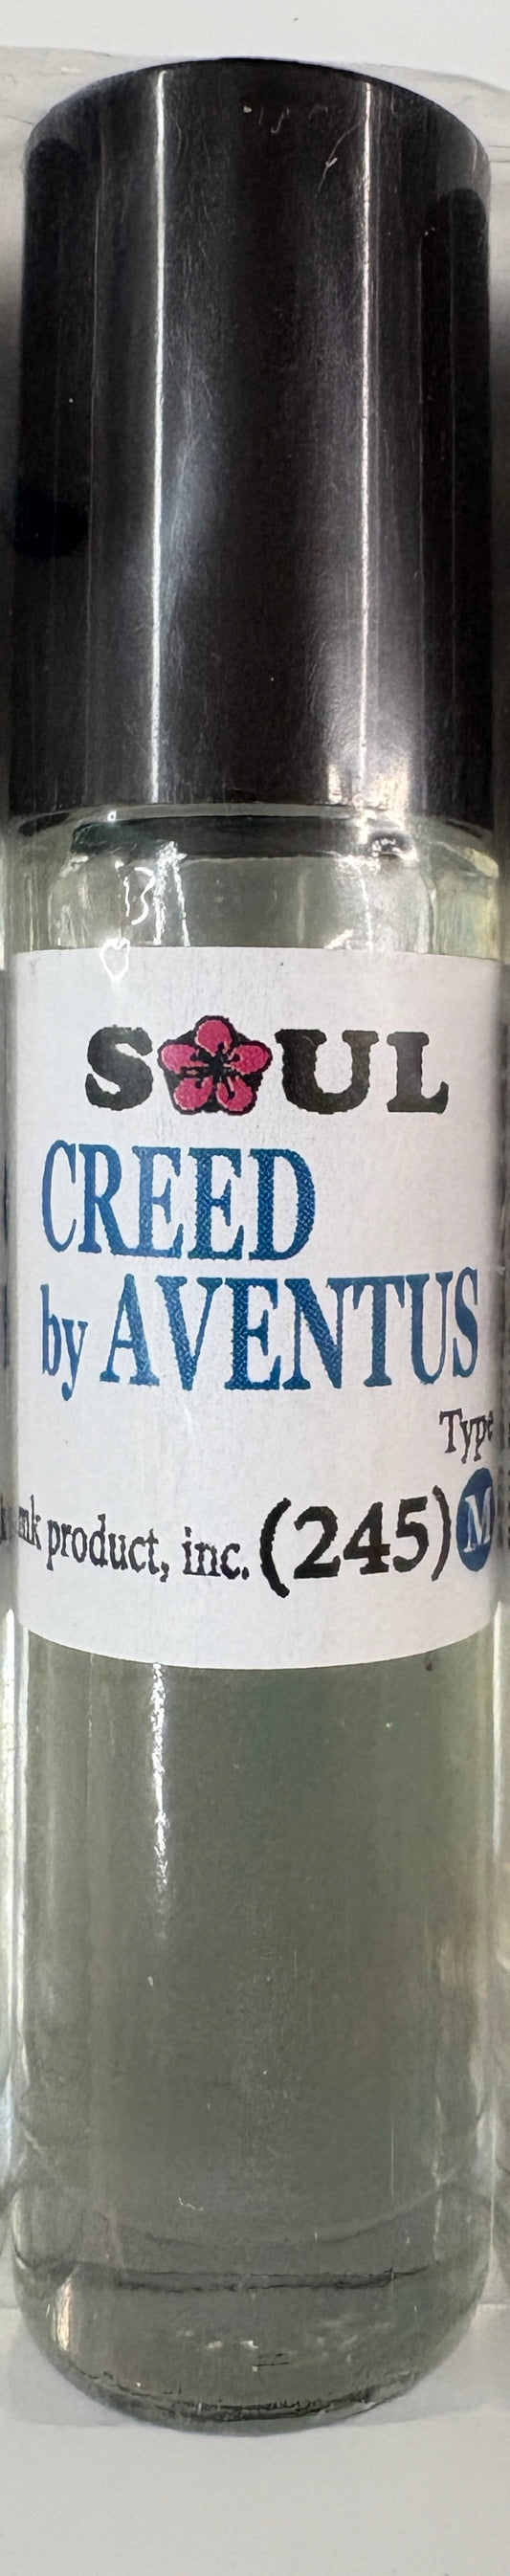 SOUL
CREED
by AVENTUS
Type
product, inc. (245) M